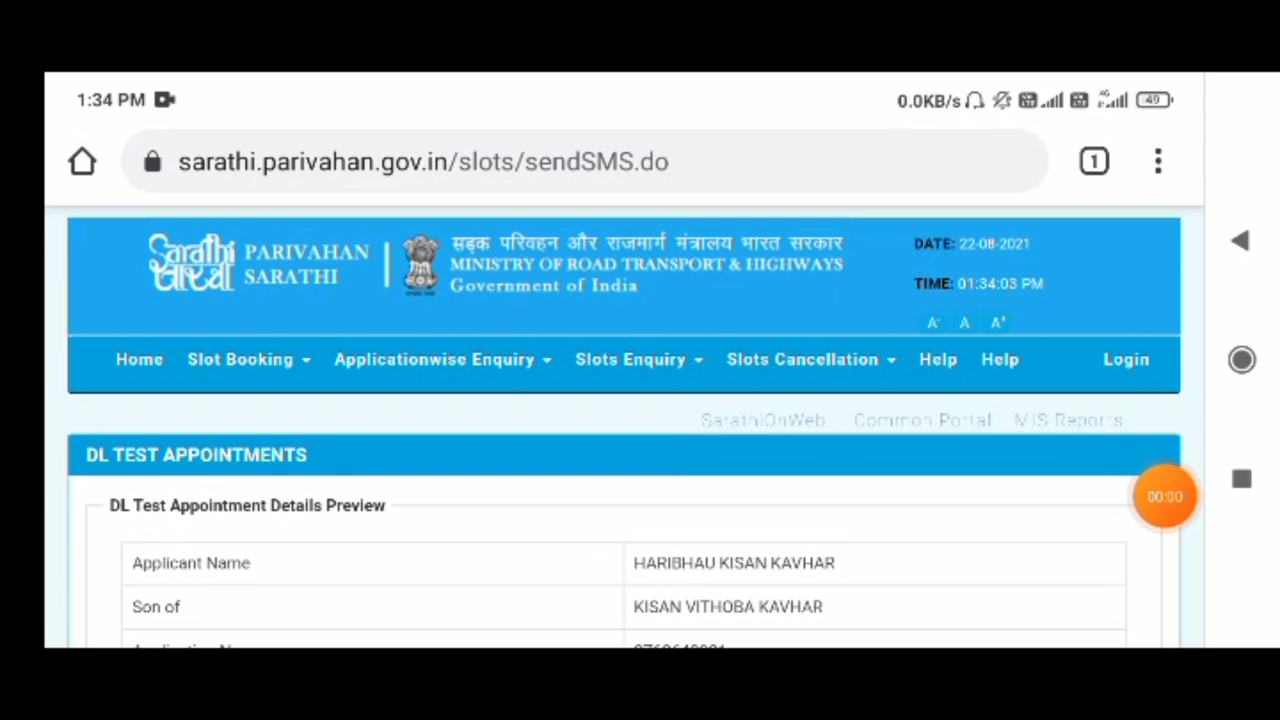 1:34 PM
0.0KB/s 4G 49
sarathi.parivahan.gov.in/slots/sendSMS.do
1
Sarathi
सारथी
PARIVAHAN
SARATHI
सड़क परिवहन और राजमार्ग मंत्रालय भारत सरकार
MINISTRY OF ROAD TRANSPORT & HIGHWAYS
Government of India
DATE: 22-08-2021
TIME: 01:34:03 PM
A- A A+
Home Slot Booking Applicationwise Enquiry Slots Enquiry Slots Cancellation Help Help Login
SarathiOnWeb Common Portal MIS Reports
DL TEST APPOINTMENTS
00:00
DL Test Appointment Details Preview
Applicant Name HARIBHAU KISAN KAVHAR
Son of KISAN VITHOBA KAVHAR